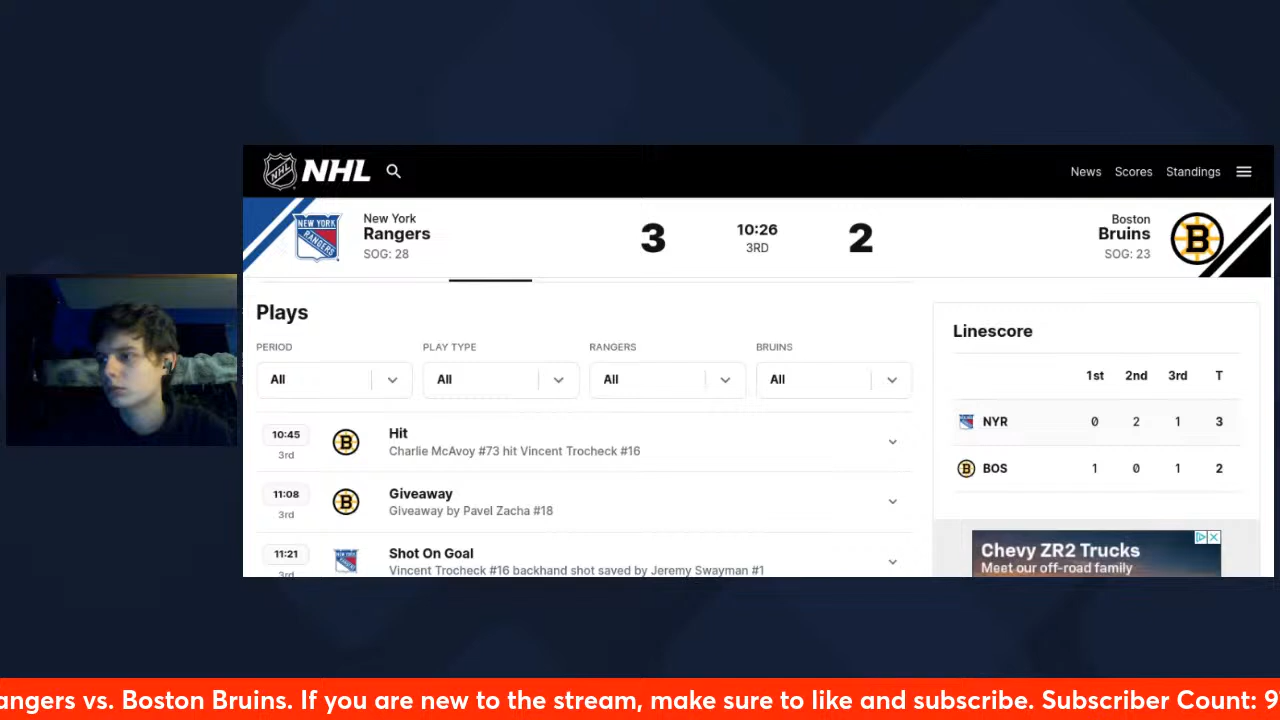 NHL
News Scores Standings
NEW YORK
RANGERS
New York
Rangers
SOG: 28
3
10:26
3RD
2
Boston
Bruins
SOG: 23
B
Plays
PERIOD PLAY TYPE RANGERS BRUINS
All All All All
10:45
3rd
B
Hit
Charlie McAvoy #73 hit Vincent Trocheck #16
11:08
3rd
B
Giveaway
Giveaway by Pavel Zacha #18
11:21
3rd
Shot On Goal
Vincent Trocheck #16 backhand shot saved by Jeremy Swayman #1
Linescore
1st 2nd 3rd T
NYR 0 2 1 3
B BOS 1 0 1 2
Chevy ZR2 Trucks
Meet our off-road family
angers vs. Boston Bruins. If you are new to the stream, make sure to like and subscribe. Subscriber Count: 9